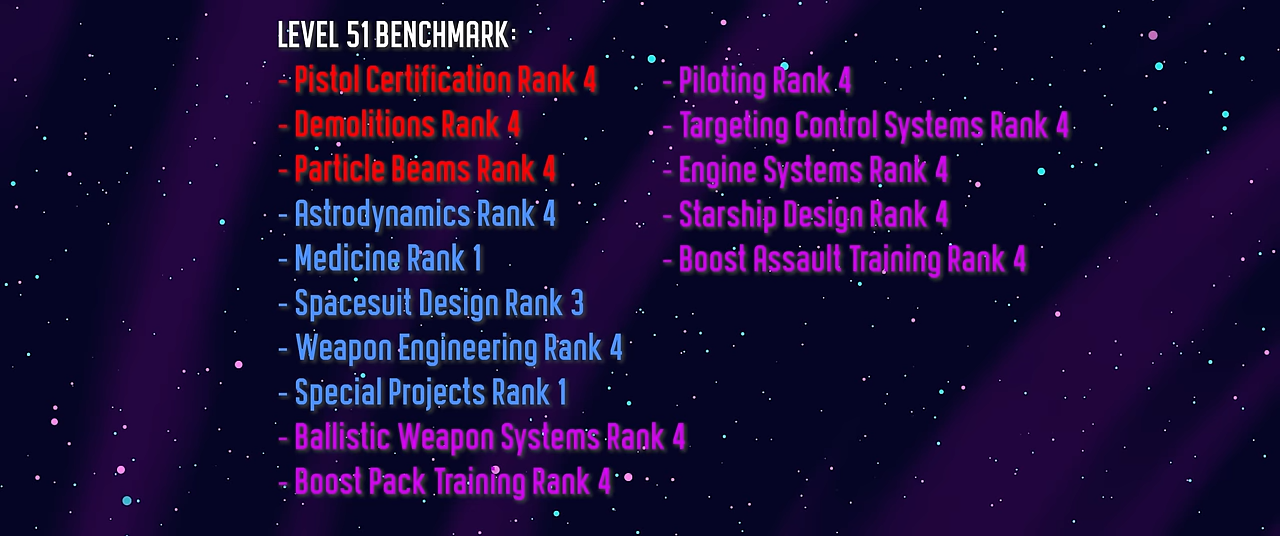 LEVEL 51 BENCHMARK:
- Pistol Certification Rank 4
- Demolitions Rank 4
- Particle Beams Rank 4
- Astrodynamics Rank 4
- Medicine Rank 1
- Spacesuit Design Rank 3
- Weapon Engineering Rank 4
- Special Projects Rank 1
- Ballistic Weapon Systems Rank 4
- Boost Pack Training Rank 4
- Piloting Rank 4
- Targeting Control Systems Rank 4
- Engine Systems Rank 4
- Starship Design Rank 4
- Boost Assault Training Rank 4